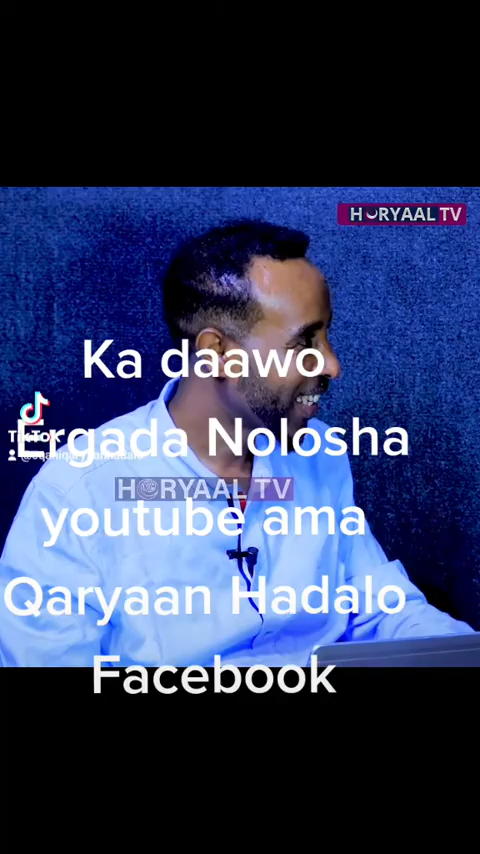 HORYAAL TV
Ka daawo
TikTok
Ergada Nolosha
HORYAAL TV
youtube ama
Qaryaan Hadalo
Facebook